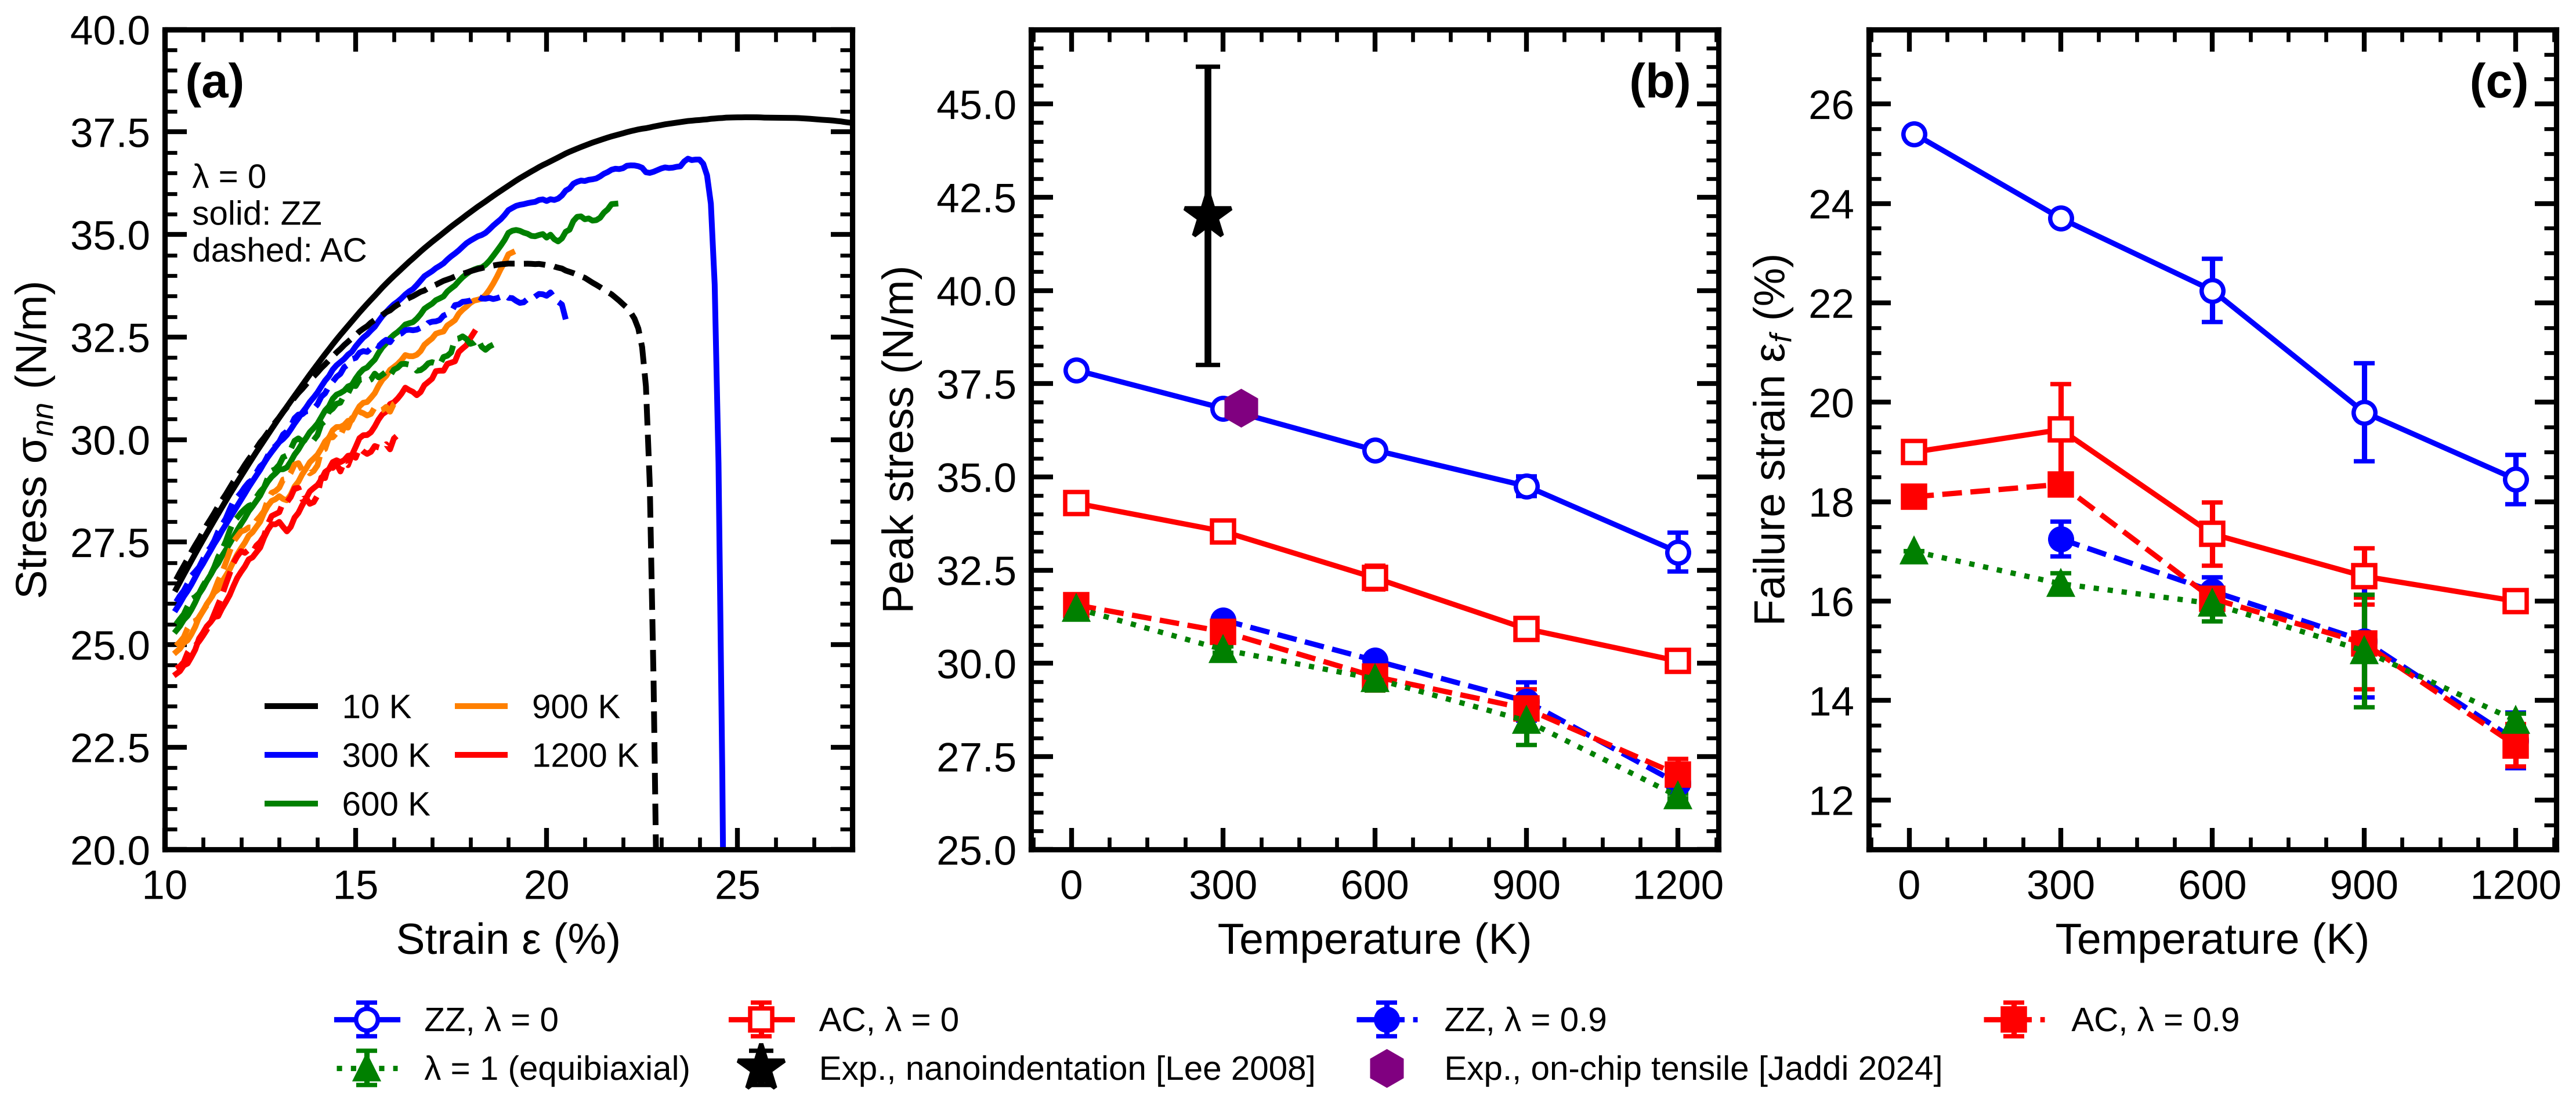 (a)
λ = 0
solid: ZZ
dashed: AC
10 K
300 K
600 K
900 K
1200 K
40.0
37.5
35.0
32.5
30.0
27.5
25.0
22.5
20.0
10
15
20
25
Stress σnn (N/m)
Strain ε (%)
(b)
45.0
42.5
40.0
37.5
35.0
32.5
30.0
27.5
25.0
0
300
600
900
1200
Peak stress (N/m)
Temperature (K)
(c)
26
24
22
20
18
16
14
12
0
300
600
900
1200
Failure strain εf (%)
Temperature (K)
ZZ, λ = 0
AC, λ = 0
ZZ, λ = 0.9
AC, λ = 0.9
λ = 1 (equibiaxial)
Exp., nanoindentation [Lee 2008]
Exp., on-chip tensile [Jaddi 2024]